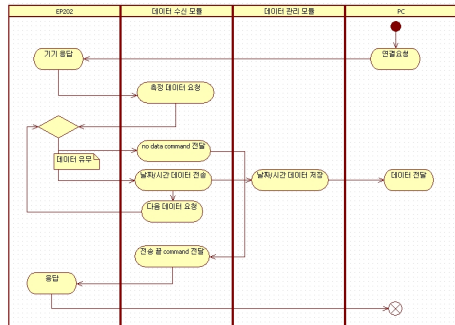 EP202
데이터 수신 모듈
데이터 관리 모듈
PC
기기 응답
연결요청
측정 데이터 요청
no data command 전달
데이터 유무
날짜/시간 데이터 전송
날짜/시간 데이터 저장
데이터 전달
다음 데이터 요청
전송 끝 command 전달
응답